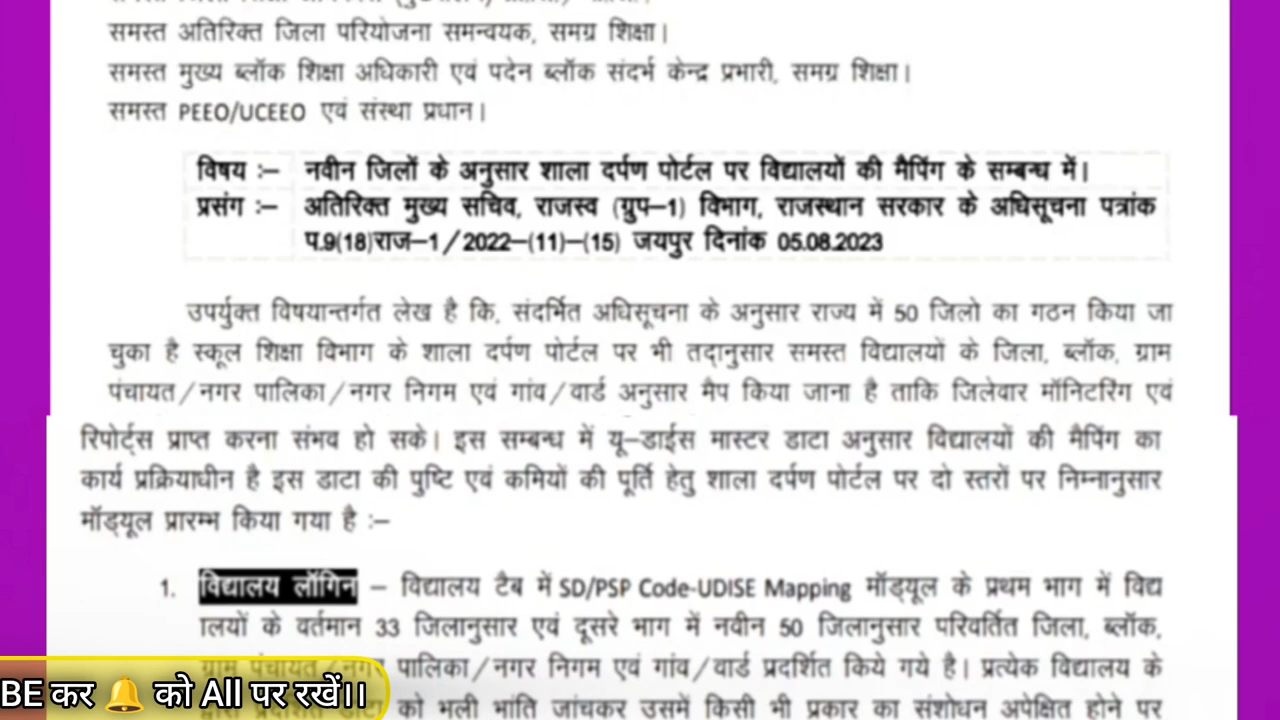 समस्त अतिरिक्त जिला परियोजना समन्वयक, समग्र शिक्षा।
समस्त मुख्य ब्लॉक शिक्षा अधिकारी एवं पदेन ब्लॉक संदर्भ केन्द्र प्रभारी, समग्र शिक्षा।
समस्त PEEO/UCEEO एवं संस्था प्रधान।
विषय :– नवीन जिलों के अनुसार शाला दर्पण पोर्टल पर विद्यालयों की मैपिंग के सम्बन्ध में।
प्रसंग :– अतिरिक्त मुख्य सचिव, राजस्व (ग्रुप–1) विभाग, राजस्थान सरकार के अधिसूचना पत्रांक
प.9(18)राज–1/2022–(11)–(15) जयपुर दिनांक 05.08.2023
उपर्युक्त विषयान्तर्गत लेख है कि, संदर्भित अधिसूचना के अनुसार राज्य में 50 जिलो का गठन किया जा
चुका है स्कूल शिक्षा विभाग के शाला दर्पण पोर्टल पर भी तद्ानुसार समस्त विद्यालयों के जिला, ब्लॉक, ग्राम
पंचायत/नगर पालिका/नगर निगम एवं गांव/वार्ड अनुसार मैप किया जाना है ताकि जिलेवार मॉनिटरिंग एवं
रिपोर्ट्स प्राप्त करना संभव हो सके। इस सम्बन्ध में यू–डाईस मास्टर डाटा अनुसार विद्यालयों की मैपिंग का
कार्य प्रक्रियाधीन है इस डाटा की पुष्टि एवं कमियों की पूर्ति हेतु शाला दर्पण पोर्टल पर दो स्तरों पर निम्नानुसार
मॉड्यूल प्रारम्भ किया गया है :–
1. विद्यालय लॉगिन – विद्यालय टैब में SD/PSP Code-UDISE Mapping मॉड्यूल के प्रथम भाग में विद्या
लयों के वर्तमान 33 जिलानुसार एवं दूसरे भाग में नवीन 50 जिलानुसार परिवर्तित जिला, ब्लॉक,
ग्राम पंचायत/नगर पालिका/नगर निगम एवं गांव/वार्ड प्रदर्शित किये गये है। प्रत्येक विद्यालय के
द्वारा प्रदर्शित डाटा को भली भांति जांचकर उसमें किसी भी प्रकार का संशोधन अपेक्षित होने पर
BE कर 🔔 को All पर रखें।।